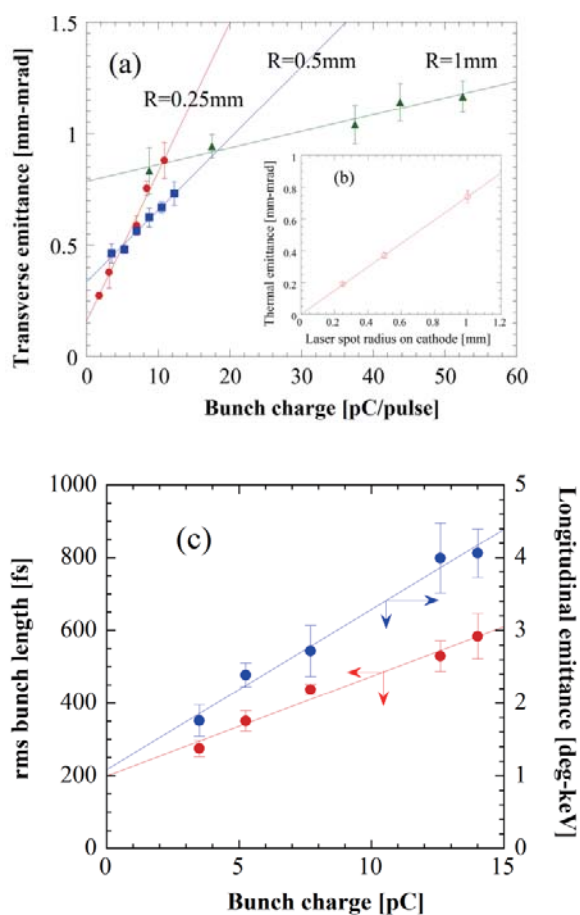 (a)
R=0.25mm
R=0.5mm
R=1mm
Transverse emittance [mm-mrad]
1.5
1
0.5
0
0 10 20 30 40 50 60
Bunch charge [pC/pulse]
(b)
Thermal emittance [mm-mrad]
1
0.8
0.6
0.4
0.2
0
0 0.2 0.4 0.6 0.8 1 1.2
Laser spot radius on cathode [mm]
(c)
rms bunch length [fs]
1000
800
600
400
200
0
0 5 10 15
Bunch charge [pC]
5
4
3
2
1
0
Longitudinal emittance
[deg-keV]